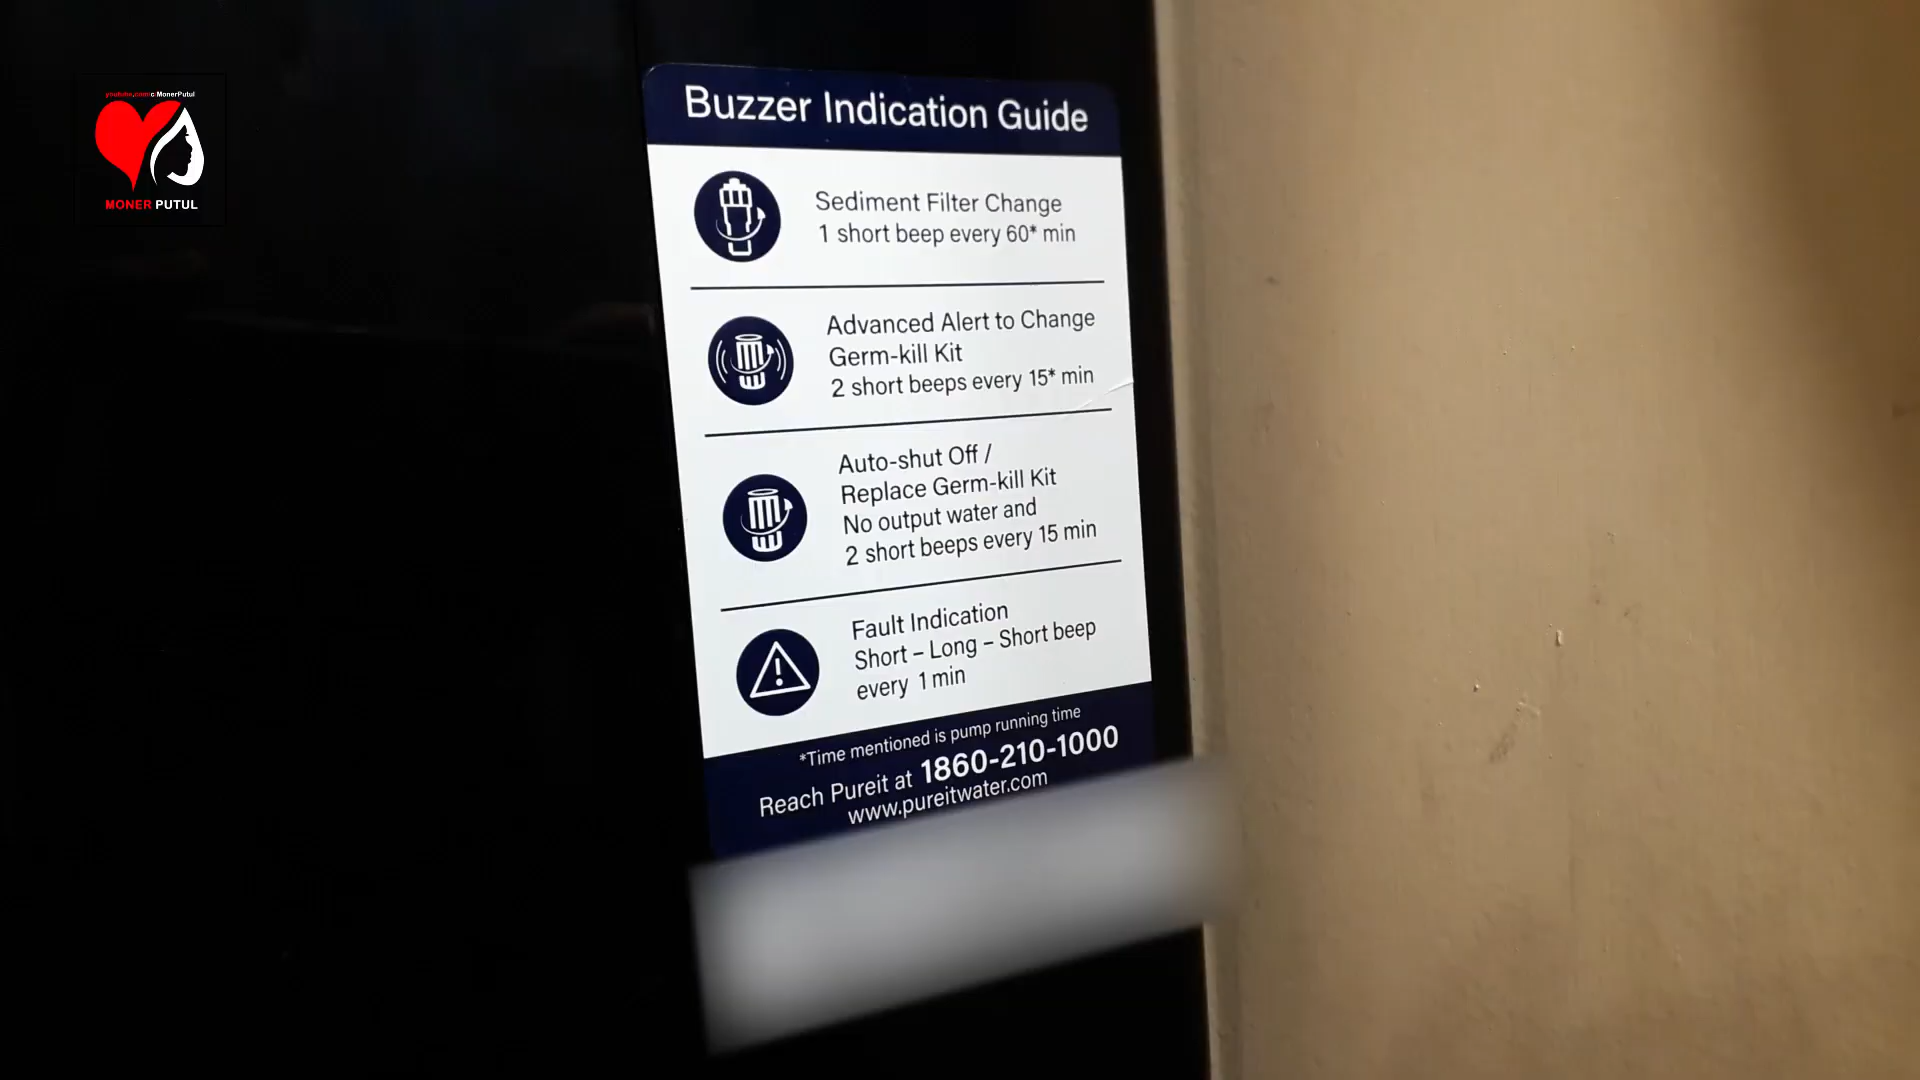 youtube.com/c/MonerPutul
MONER PUTUL
Buzzer Indication Guide
Sediment Filter Change
1 short beep every 60* min
Advanced Alert to Change
Germ-kill Kit
2 short beeps every 15* min
Auto-shut Off /
Replace Germ-kill Kit
No output water and
2 short beeps every 15 min
Fault Indication
Short – Long – Short beep
every 1 min
*Time mentioned is pump running time
Reach Pureit at 1860-210-1000
www.pureitwater.com